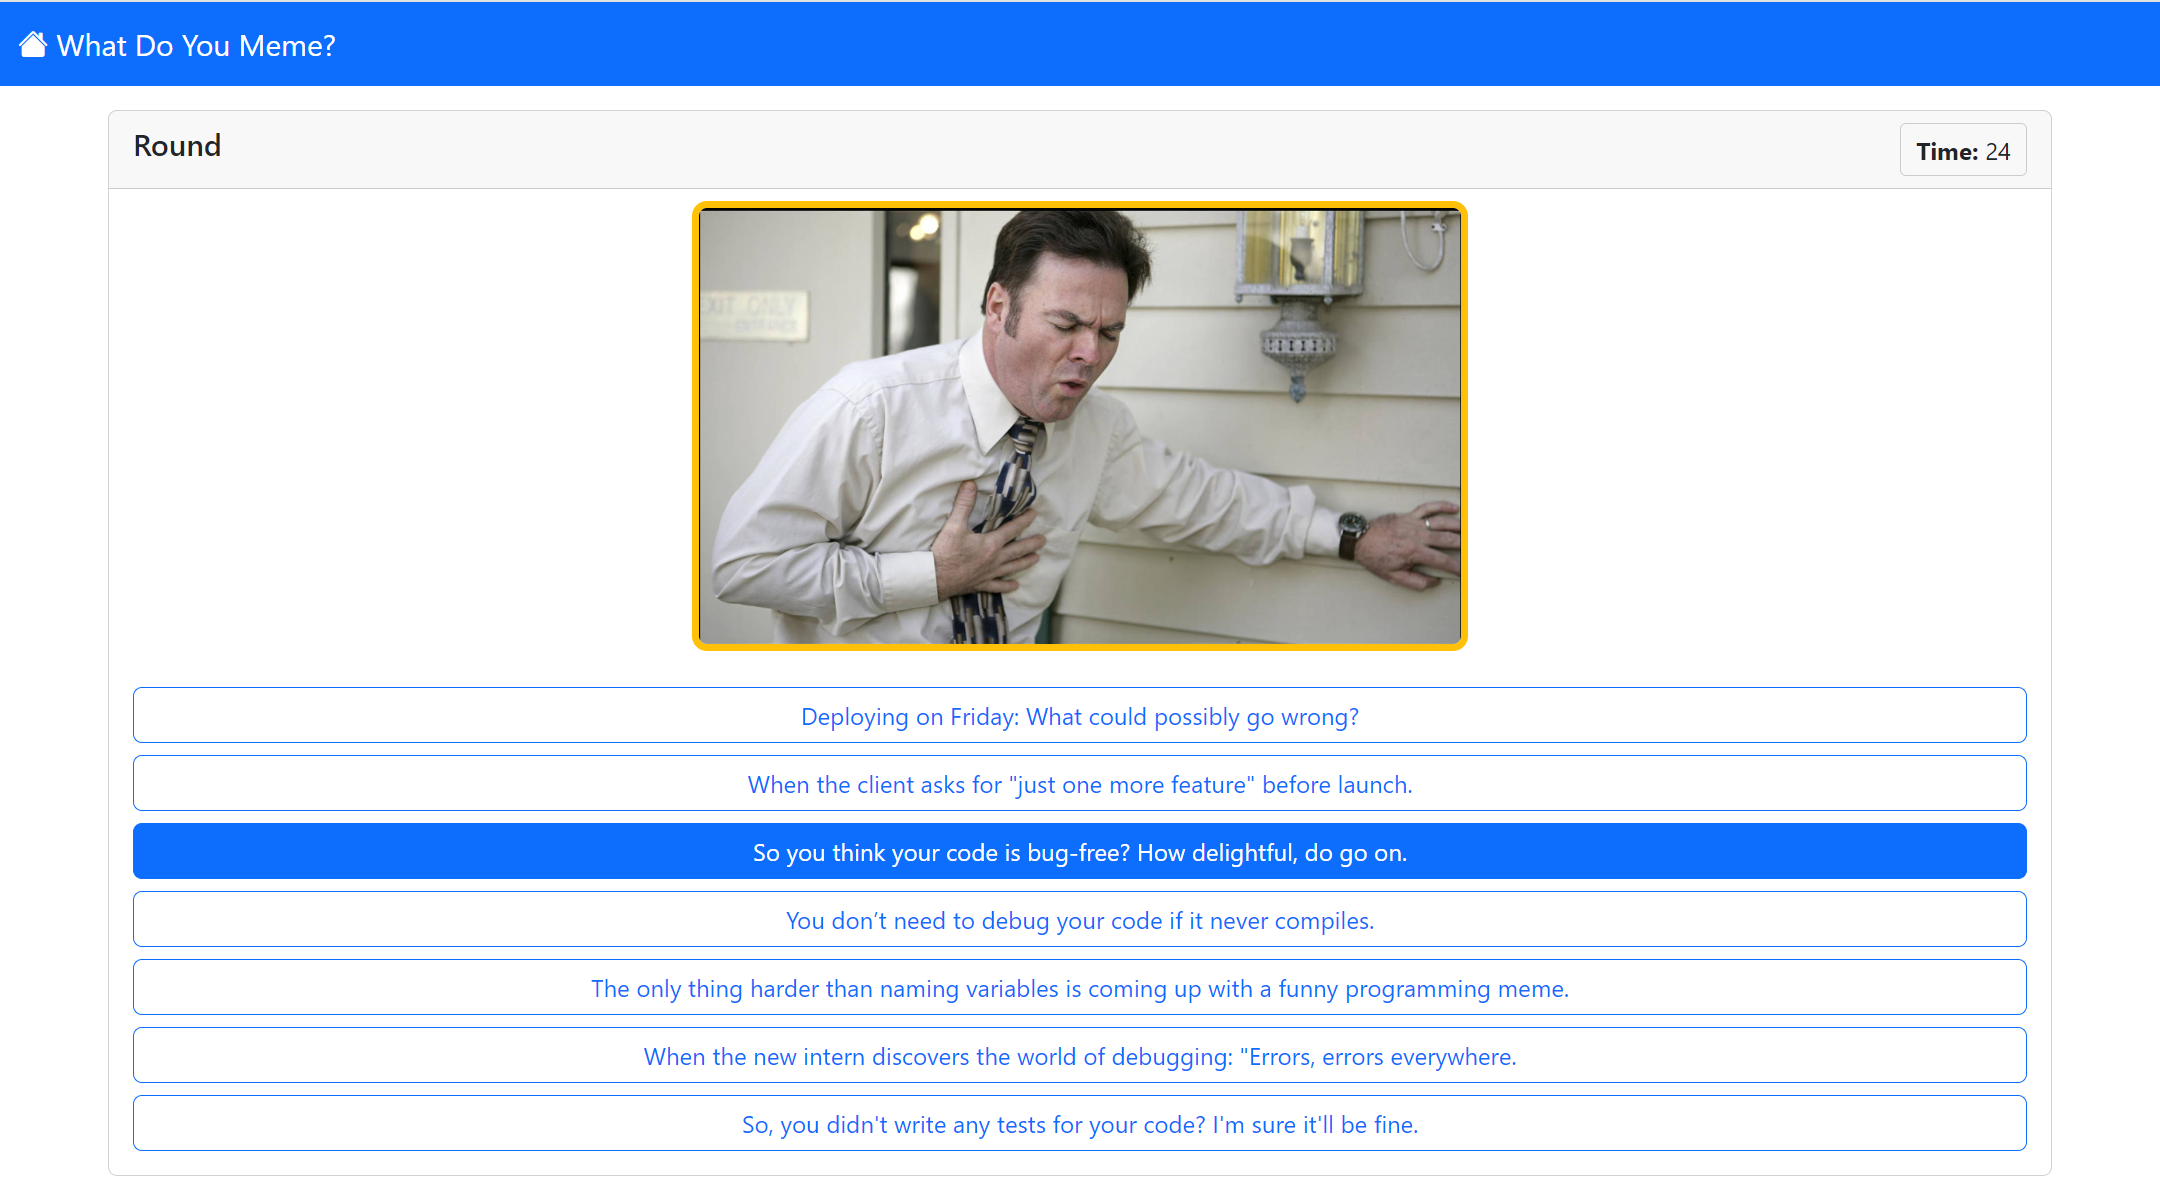 What Do You Meme?
Round
Time: 24
EXIT ONLY
ENTRANCE
Deploying on Friday: What could possibly go wrong?
When the client asks for "just one more feature" before launch.
So you think your code is bug-free? How delightful, do go on.
You don’t need to debug your code if it never compiles.
The only thing harder than naming variables is coming up with a funny programming meme.
When the new intern discovers the world of debugging: "Errors, errors everywhere.
So, you didn't write any tests for your code? I'm sure it'll be fine.